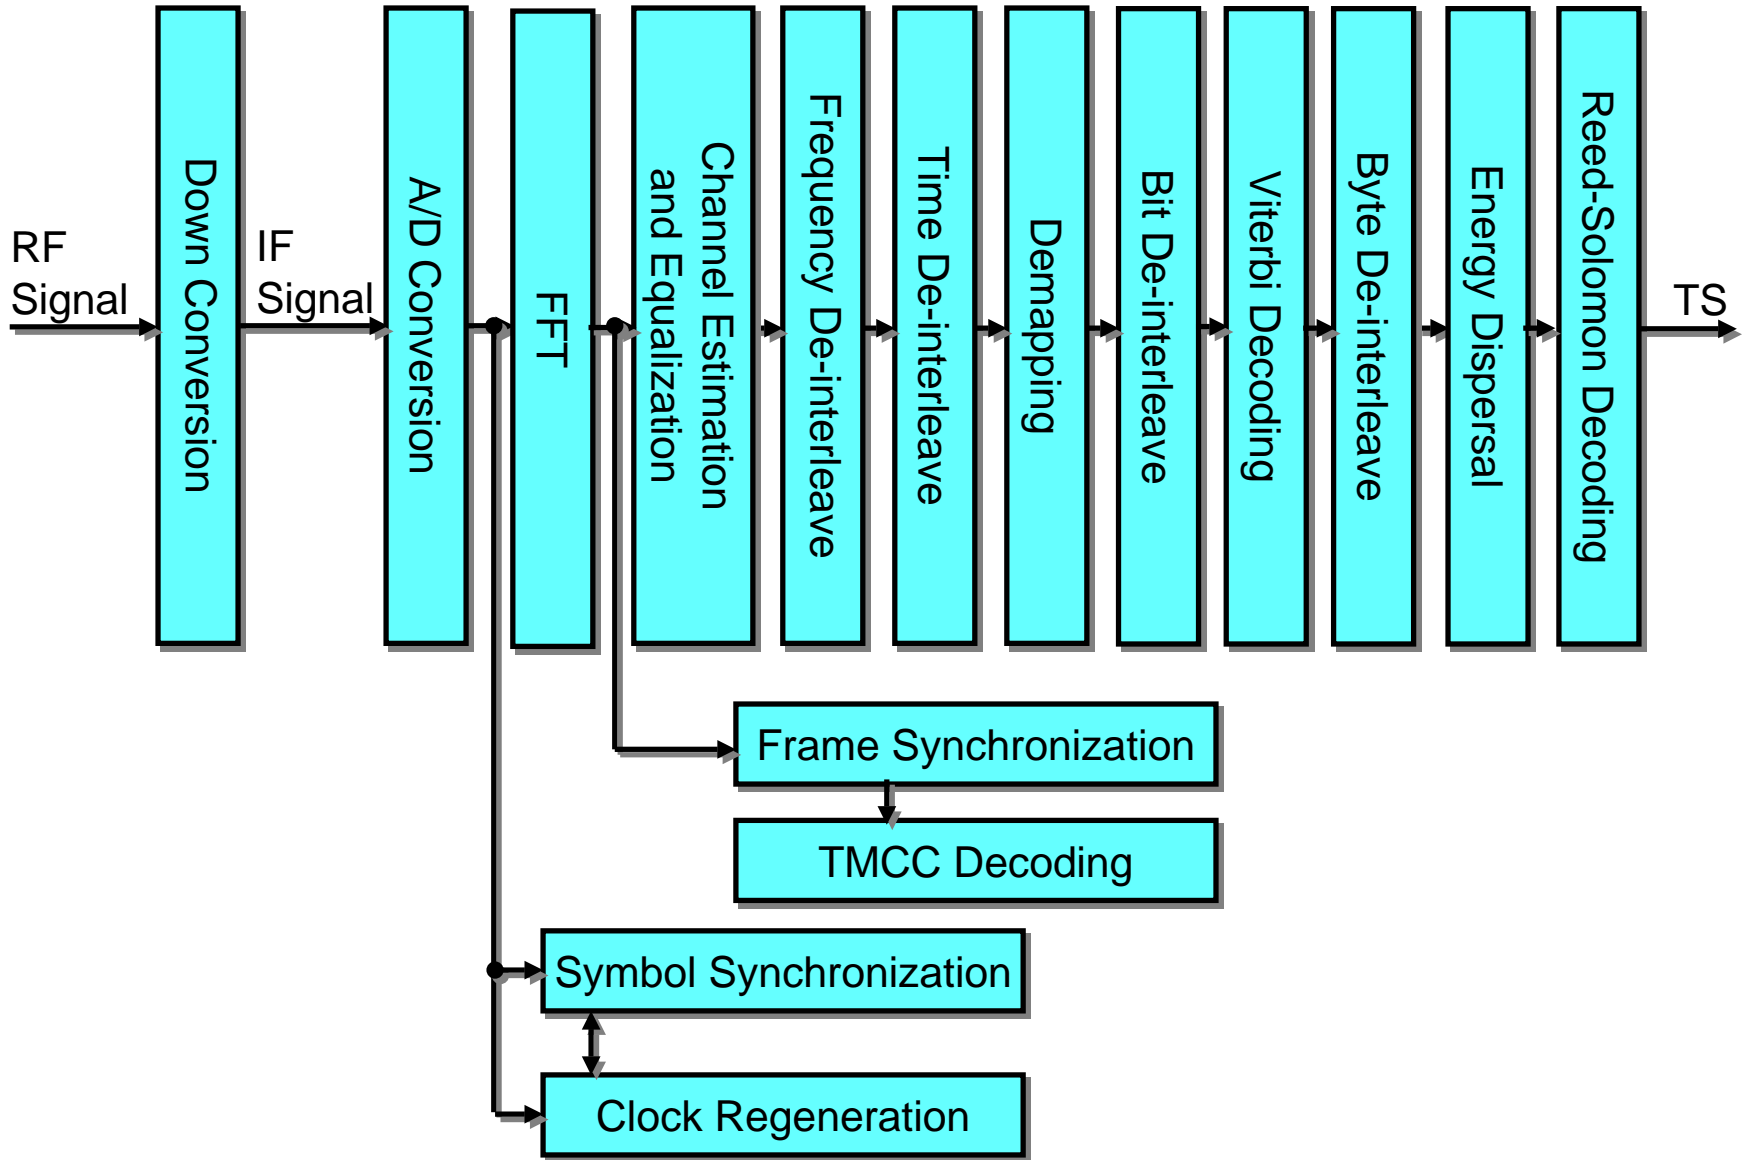 RF
Signal
Down Conversion
IF
Signal
A/D Conversion
FFT
Channel Estimation
and Equalization
Frequency De-interleave
Time De-interleave
Demapping
Bit De-interleave
Viterbi Decoding
Byte De-interleave
Energy Dispersal
Reed-Solomon Decoding
TS
Frame Synchronization
TMCC Decoding
Symbol Synchronization
Clock Regeneration